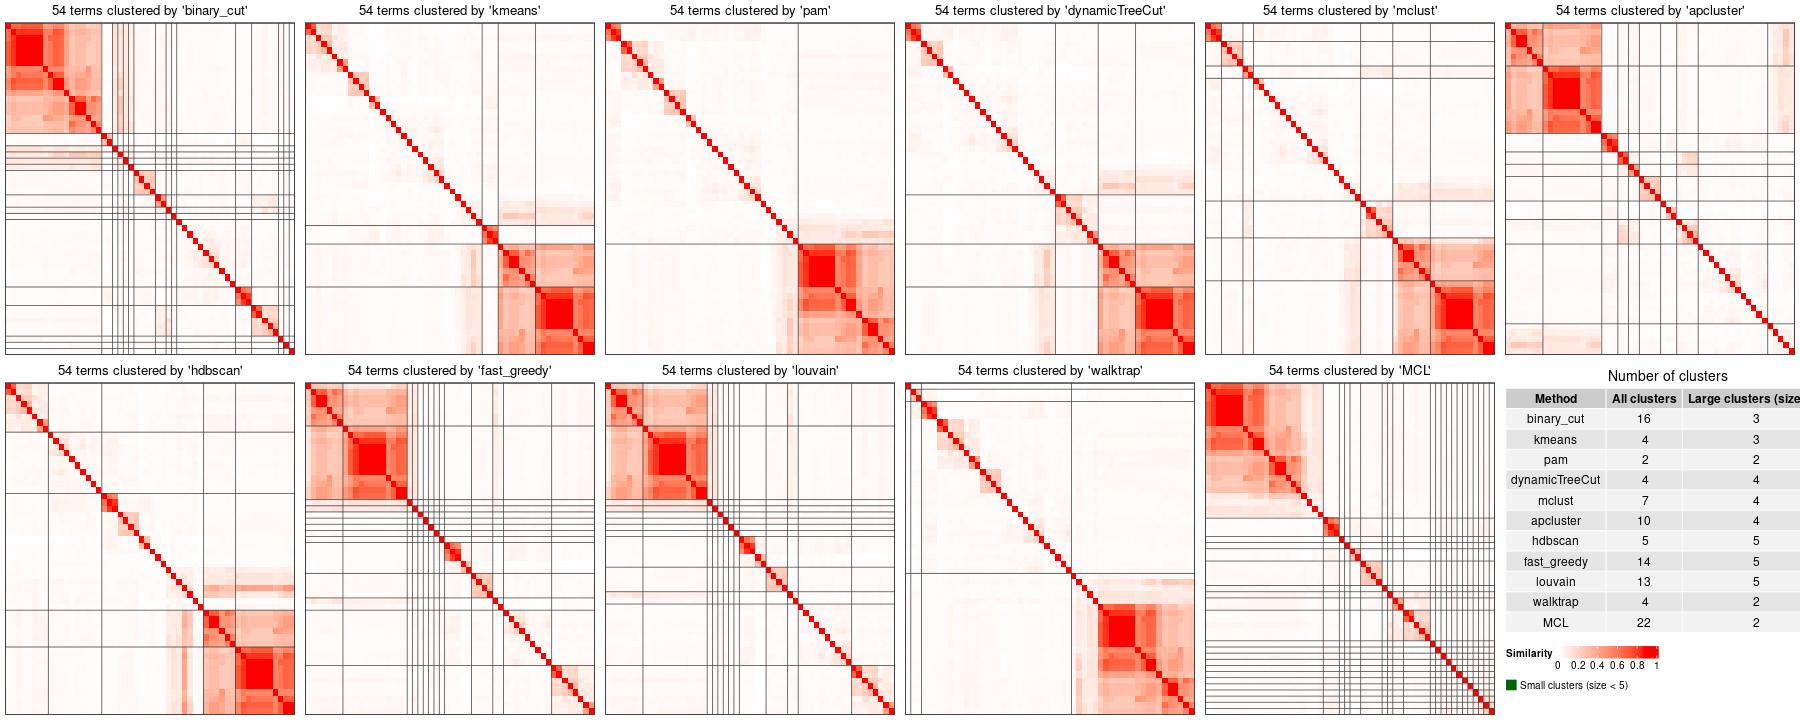 54 terms clustered by 'binary_cut'
54 terms clustered by 'kmeans'
54 terms clustered by 'pam'
54 terms clustered by 'dynamicTreeCut'
54 terms clustered by 'mclust'
54 terms clustered by 'apcluster'
54 terms clustered by 'hdbscan'
54 terms clustered by 'fast_greedy'
54 terms clustered by 'louvain'
54 terms clustered by 'walktrap'
54 terms clustered by 'MCL'
Number of clusters
Method All clusters Large clusters (size
binary_cut 16 3
kmeans 4 3
pam 2 2
dynamicTreeCut 4 4
mclust 7 4
apcluster 10 4
hdbscan 5 5
fast_greedy 14 5
louvain 13 5
walktrap 4 2
MCL 22 2
Similarity
0 0.2 0.4 0.6 0.8 1
Small clusters (size < 5)